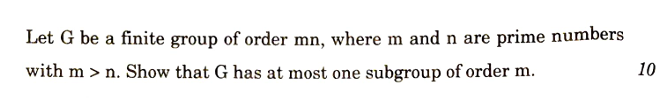 Let G be a finite group of order mn, where m and n are prime numbers
with m > n. Show that G has at most one subgroup of order m. 10